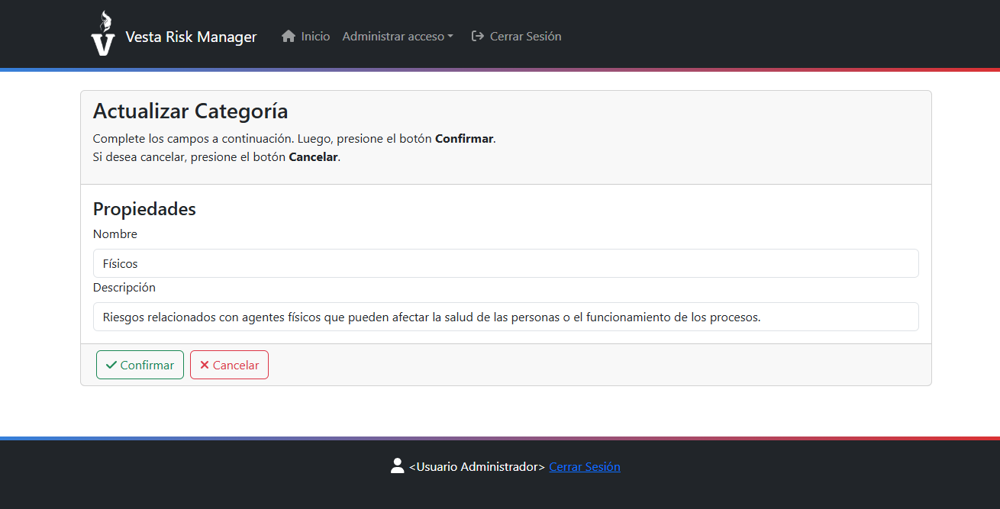 Vesta Risk Manager Inicio Administrar acceso Cerrar Sesión
Actualizar Categoría
Complete los campos a continuación. Luego, presione el botón Confirmar.
Si desea cancelar, presione el botón Cancelar.
Propiedades
Nombre
Físicos
Descripción
Riesgos relacionados con agentes físicos que pueden afectar la salud de las personas o el funcionamiento de los procesos.
Confirmar Cancelar
<Usuario Administrador> Cerrar Sesión